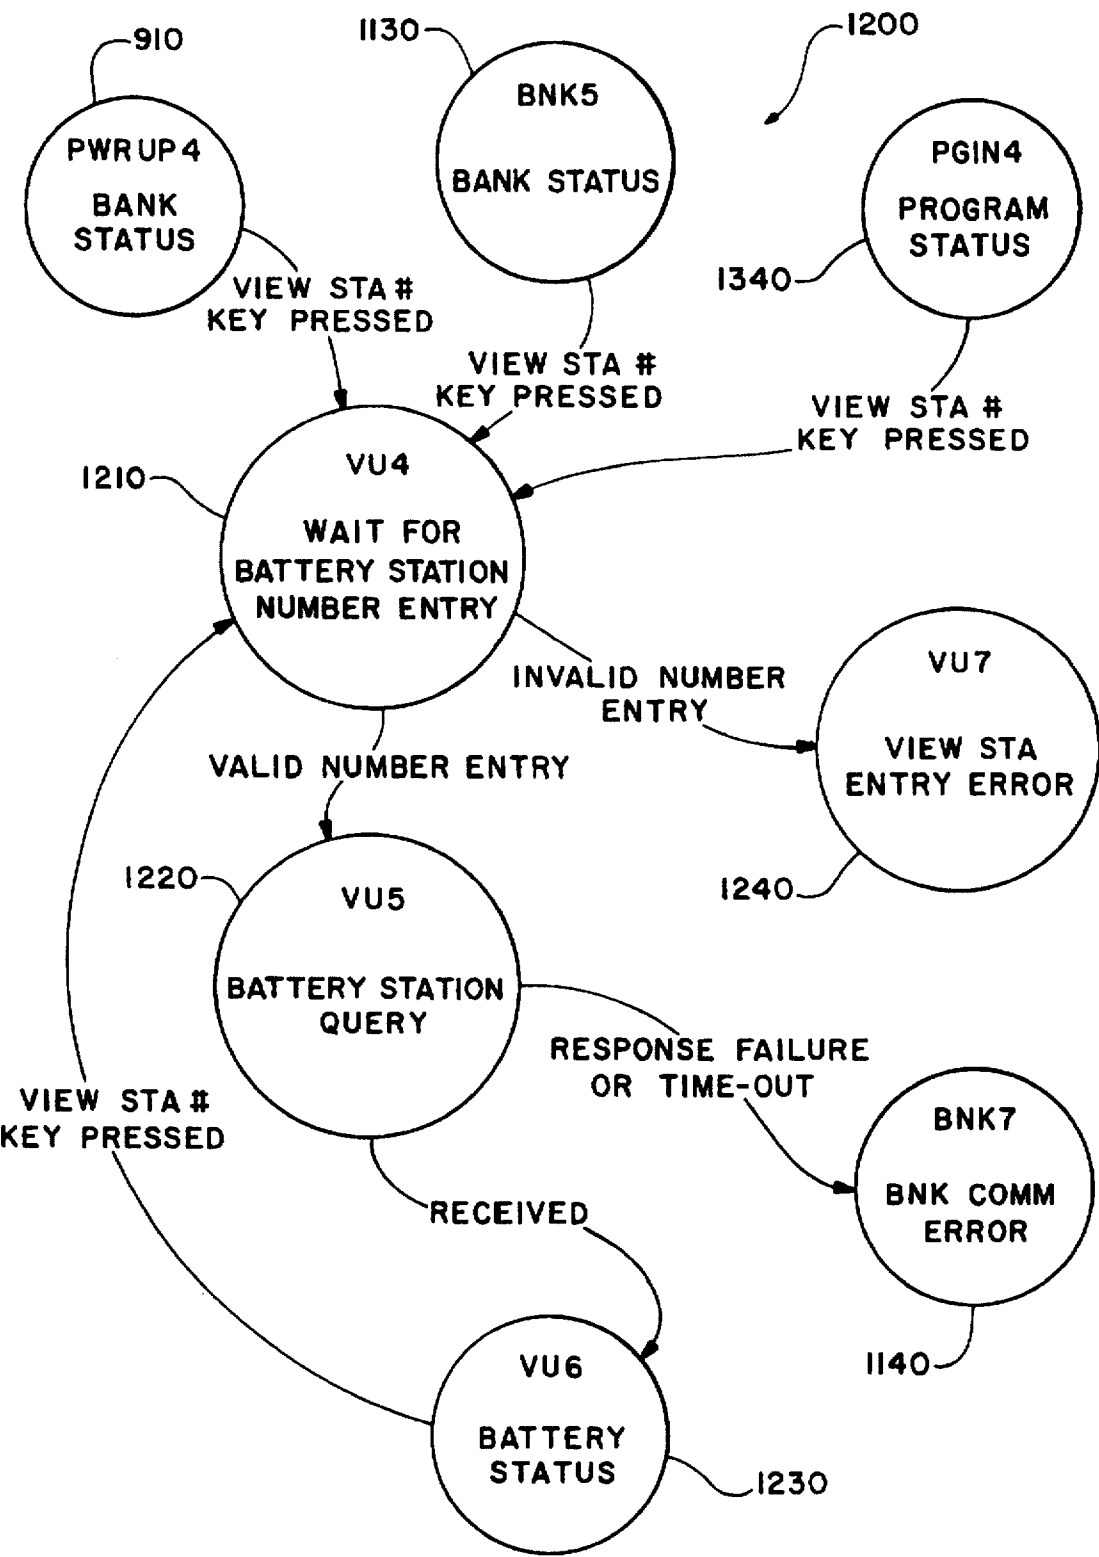 910
1130
1200
PWRUP4
BANK
STATUS
BNK5
BANK STATUS
PGIN4
PROGRAM
STATUS
1340
VIEW STA #
KEY PRESSED
VIEW STA #
KEY PRESSED
VIEW STA #
KEY PRESSED
1210
VU4
WAIT FOR
BATTERY STATION
NUMBER ENTRY
INVALID NUMBER
ENTRY
VU7
VIEW STA
ENTRY ERROR
1240
VALID NUMBER ENTRY
1220
VU5
BATTERY STATION
QUERY
RESPONSE FAILURE
OR TIME-OUT
BNK7
BNK COMM
ERROR
1140
VIEW STA #
KEY PRESSED
RECEIVED
VU6
BATTERY
STATUS
1230